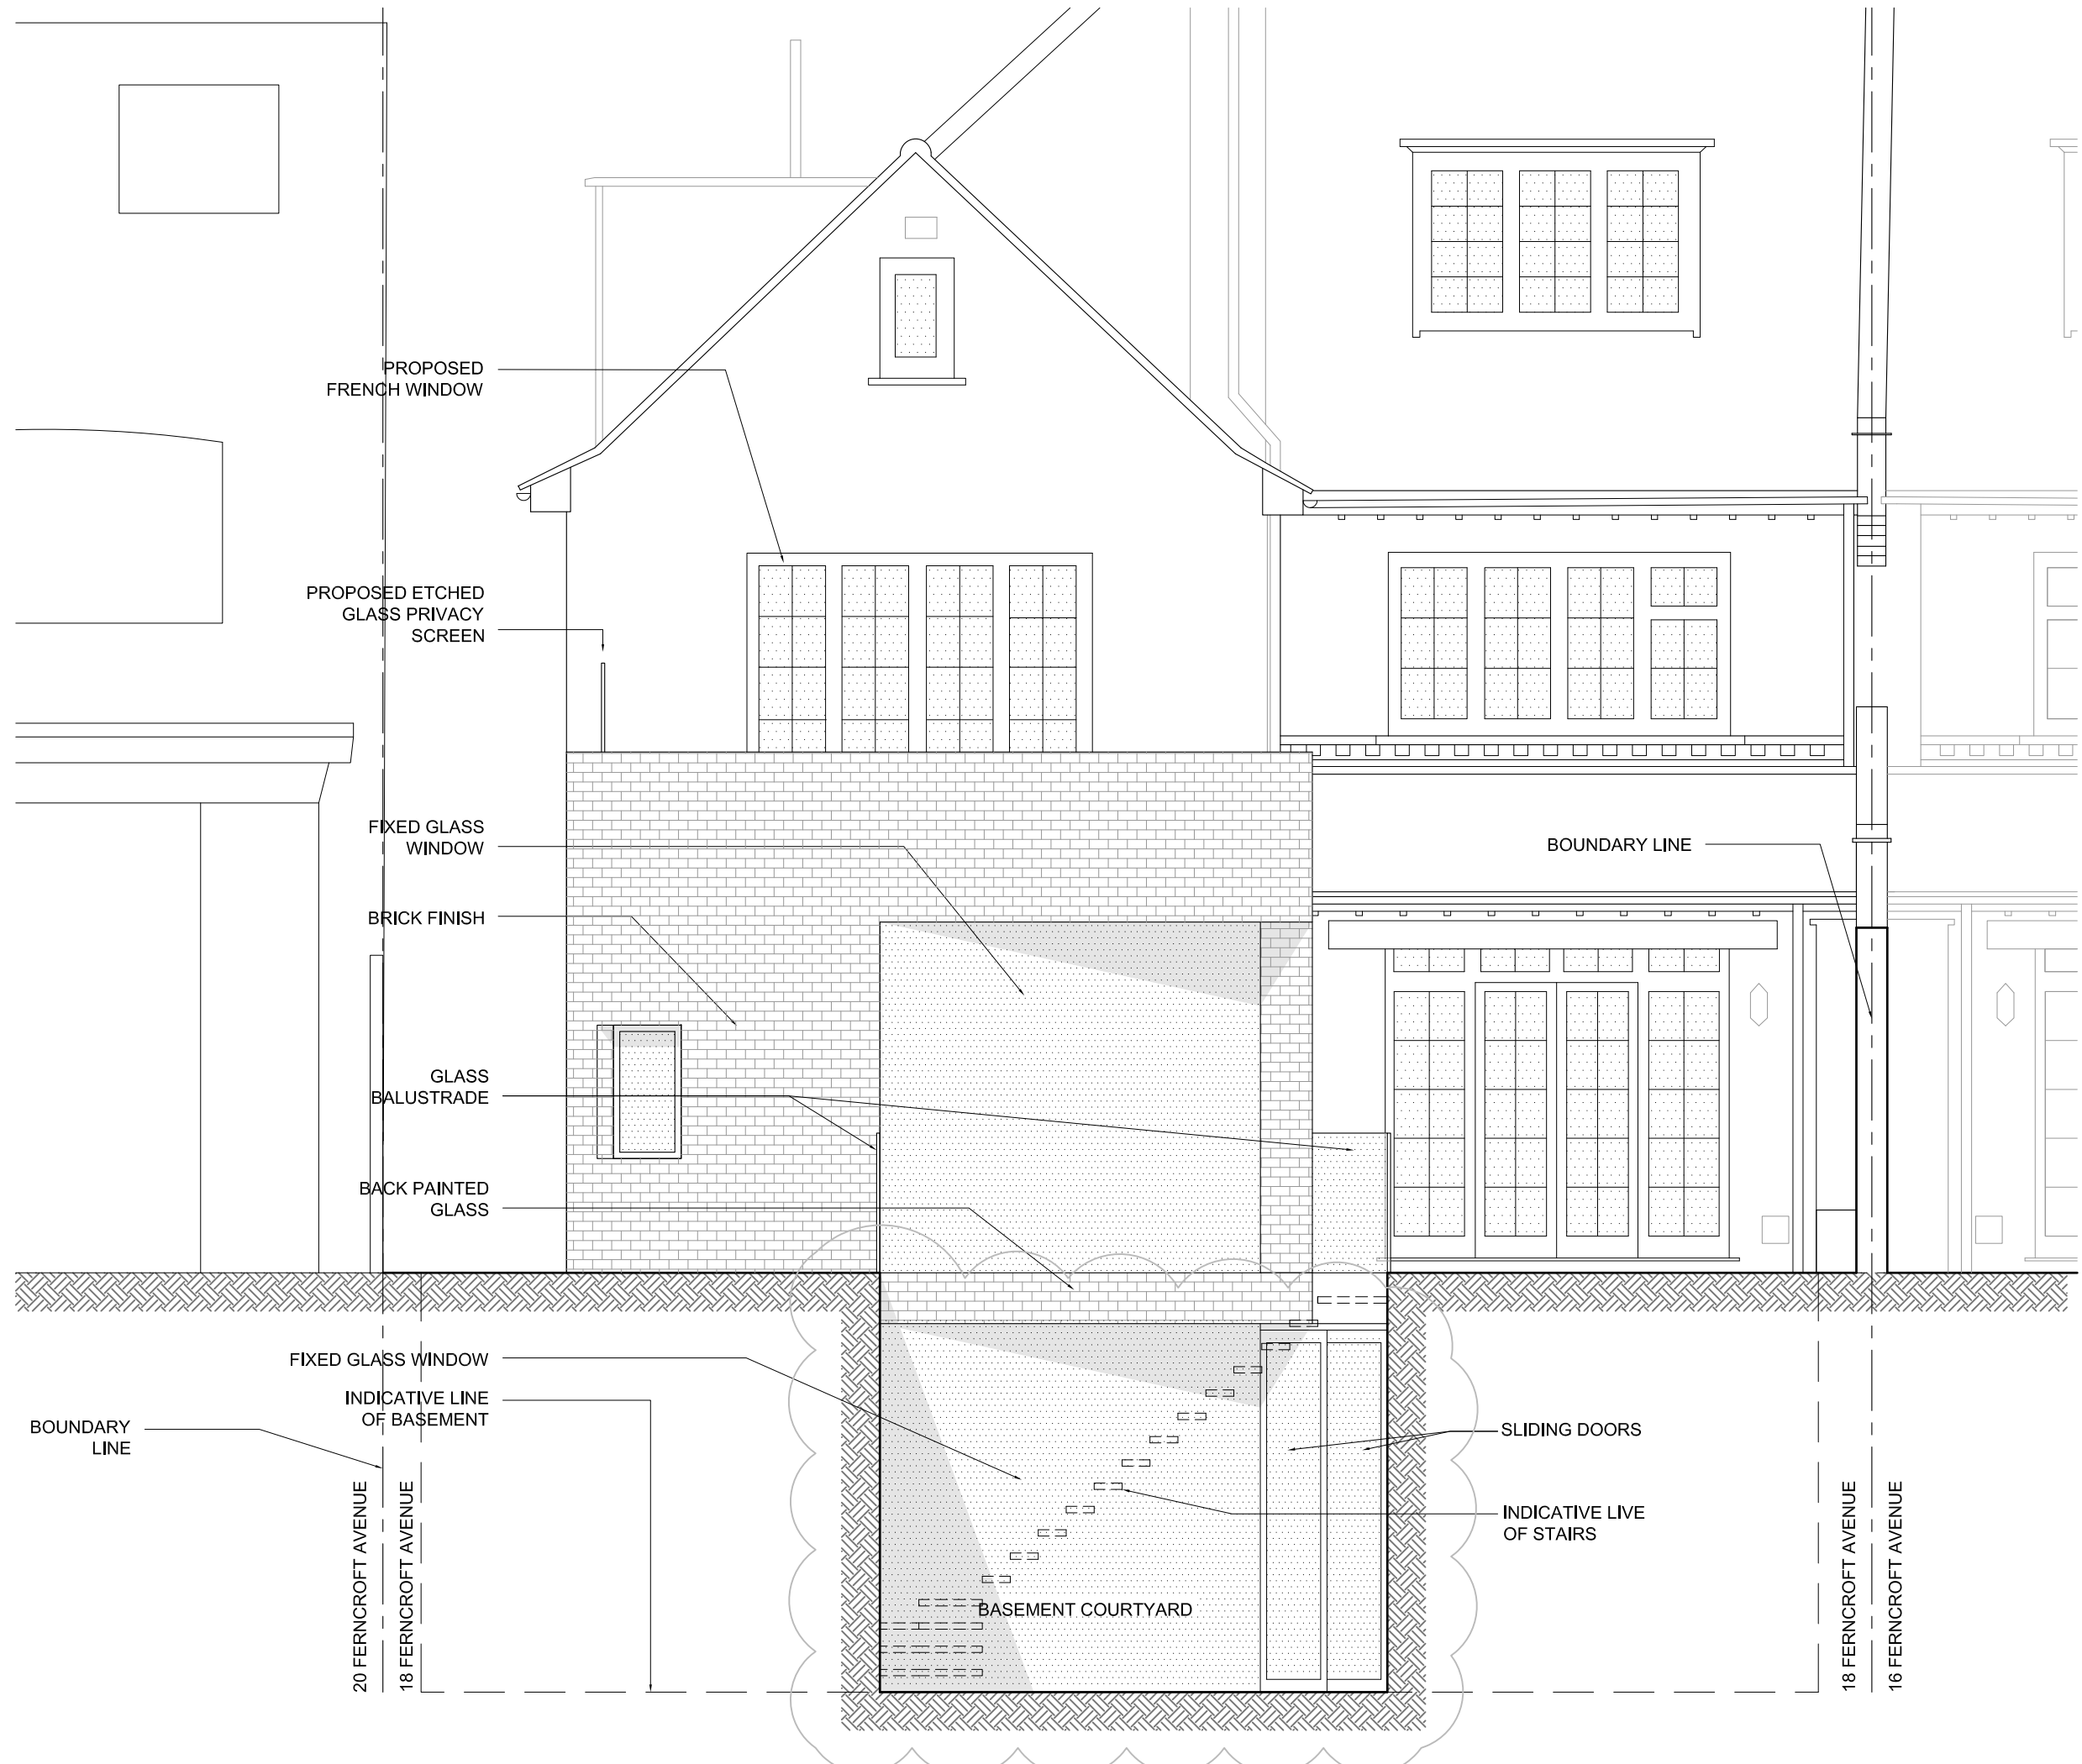 PROPOSED
FRENCH WINDOW
PROPOSED ETCHED
GLASS PRIVACY
SCREEN
FIXED GLASS
WINDOW
BOUNDARY LINE
BRICK FINISH
GLASS
BALUSTRADE
BACK PAINTED
GLASS
FIXED GLASS WINDOW
INDICATIVE LINE
OF BASEMENT
BOUNDARY
LINE
SLIDING DOORS
INDICATIVE LIVE
OF STAIRS
BASEMENT COURTYARD
20 FERNCROFT AVENUE
18 FERNCROFT AVENUE
18 FERNCROFT AVENUE
16 FERNCROFT AVENUE